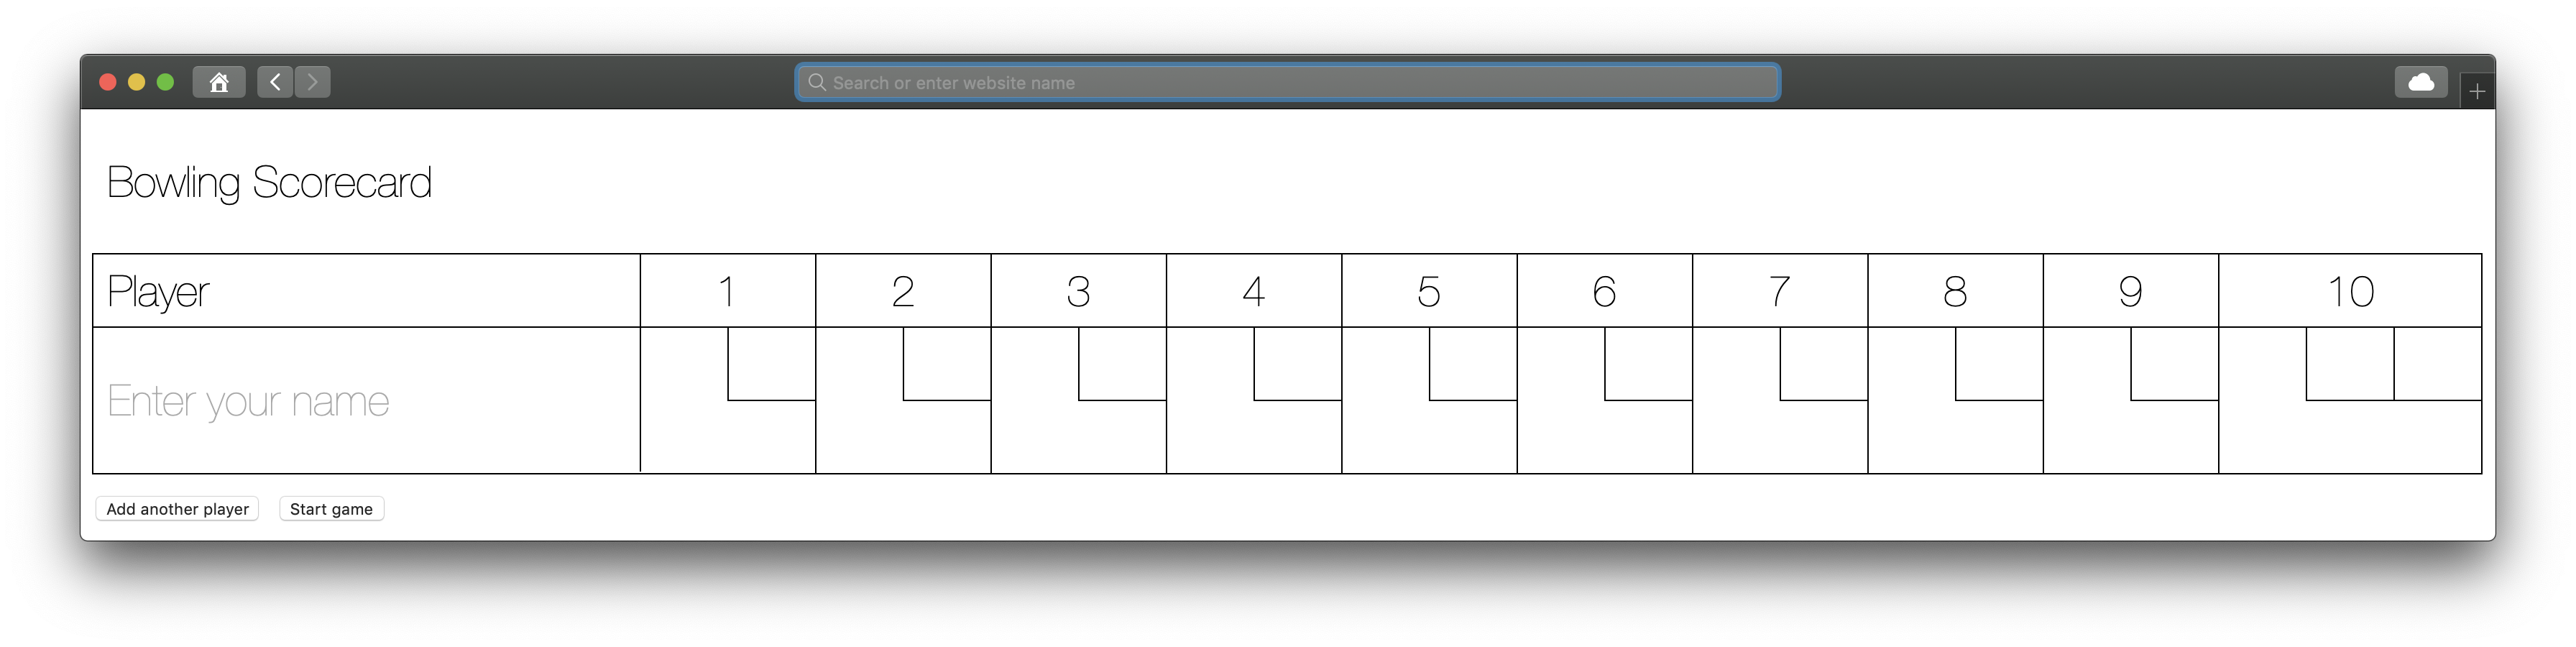 Search or enter website name
Bowling Scorecard
Player 1 2 3 4 5 6 7 8 9 10
Enter your name
Add another player Start game